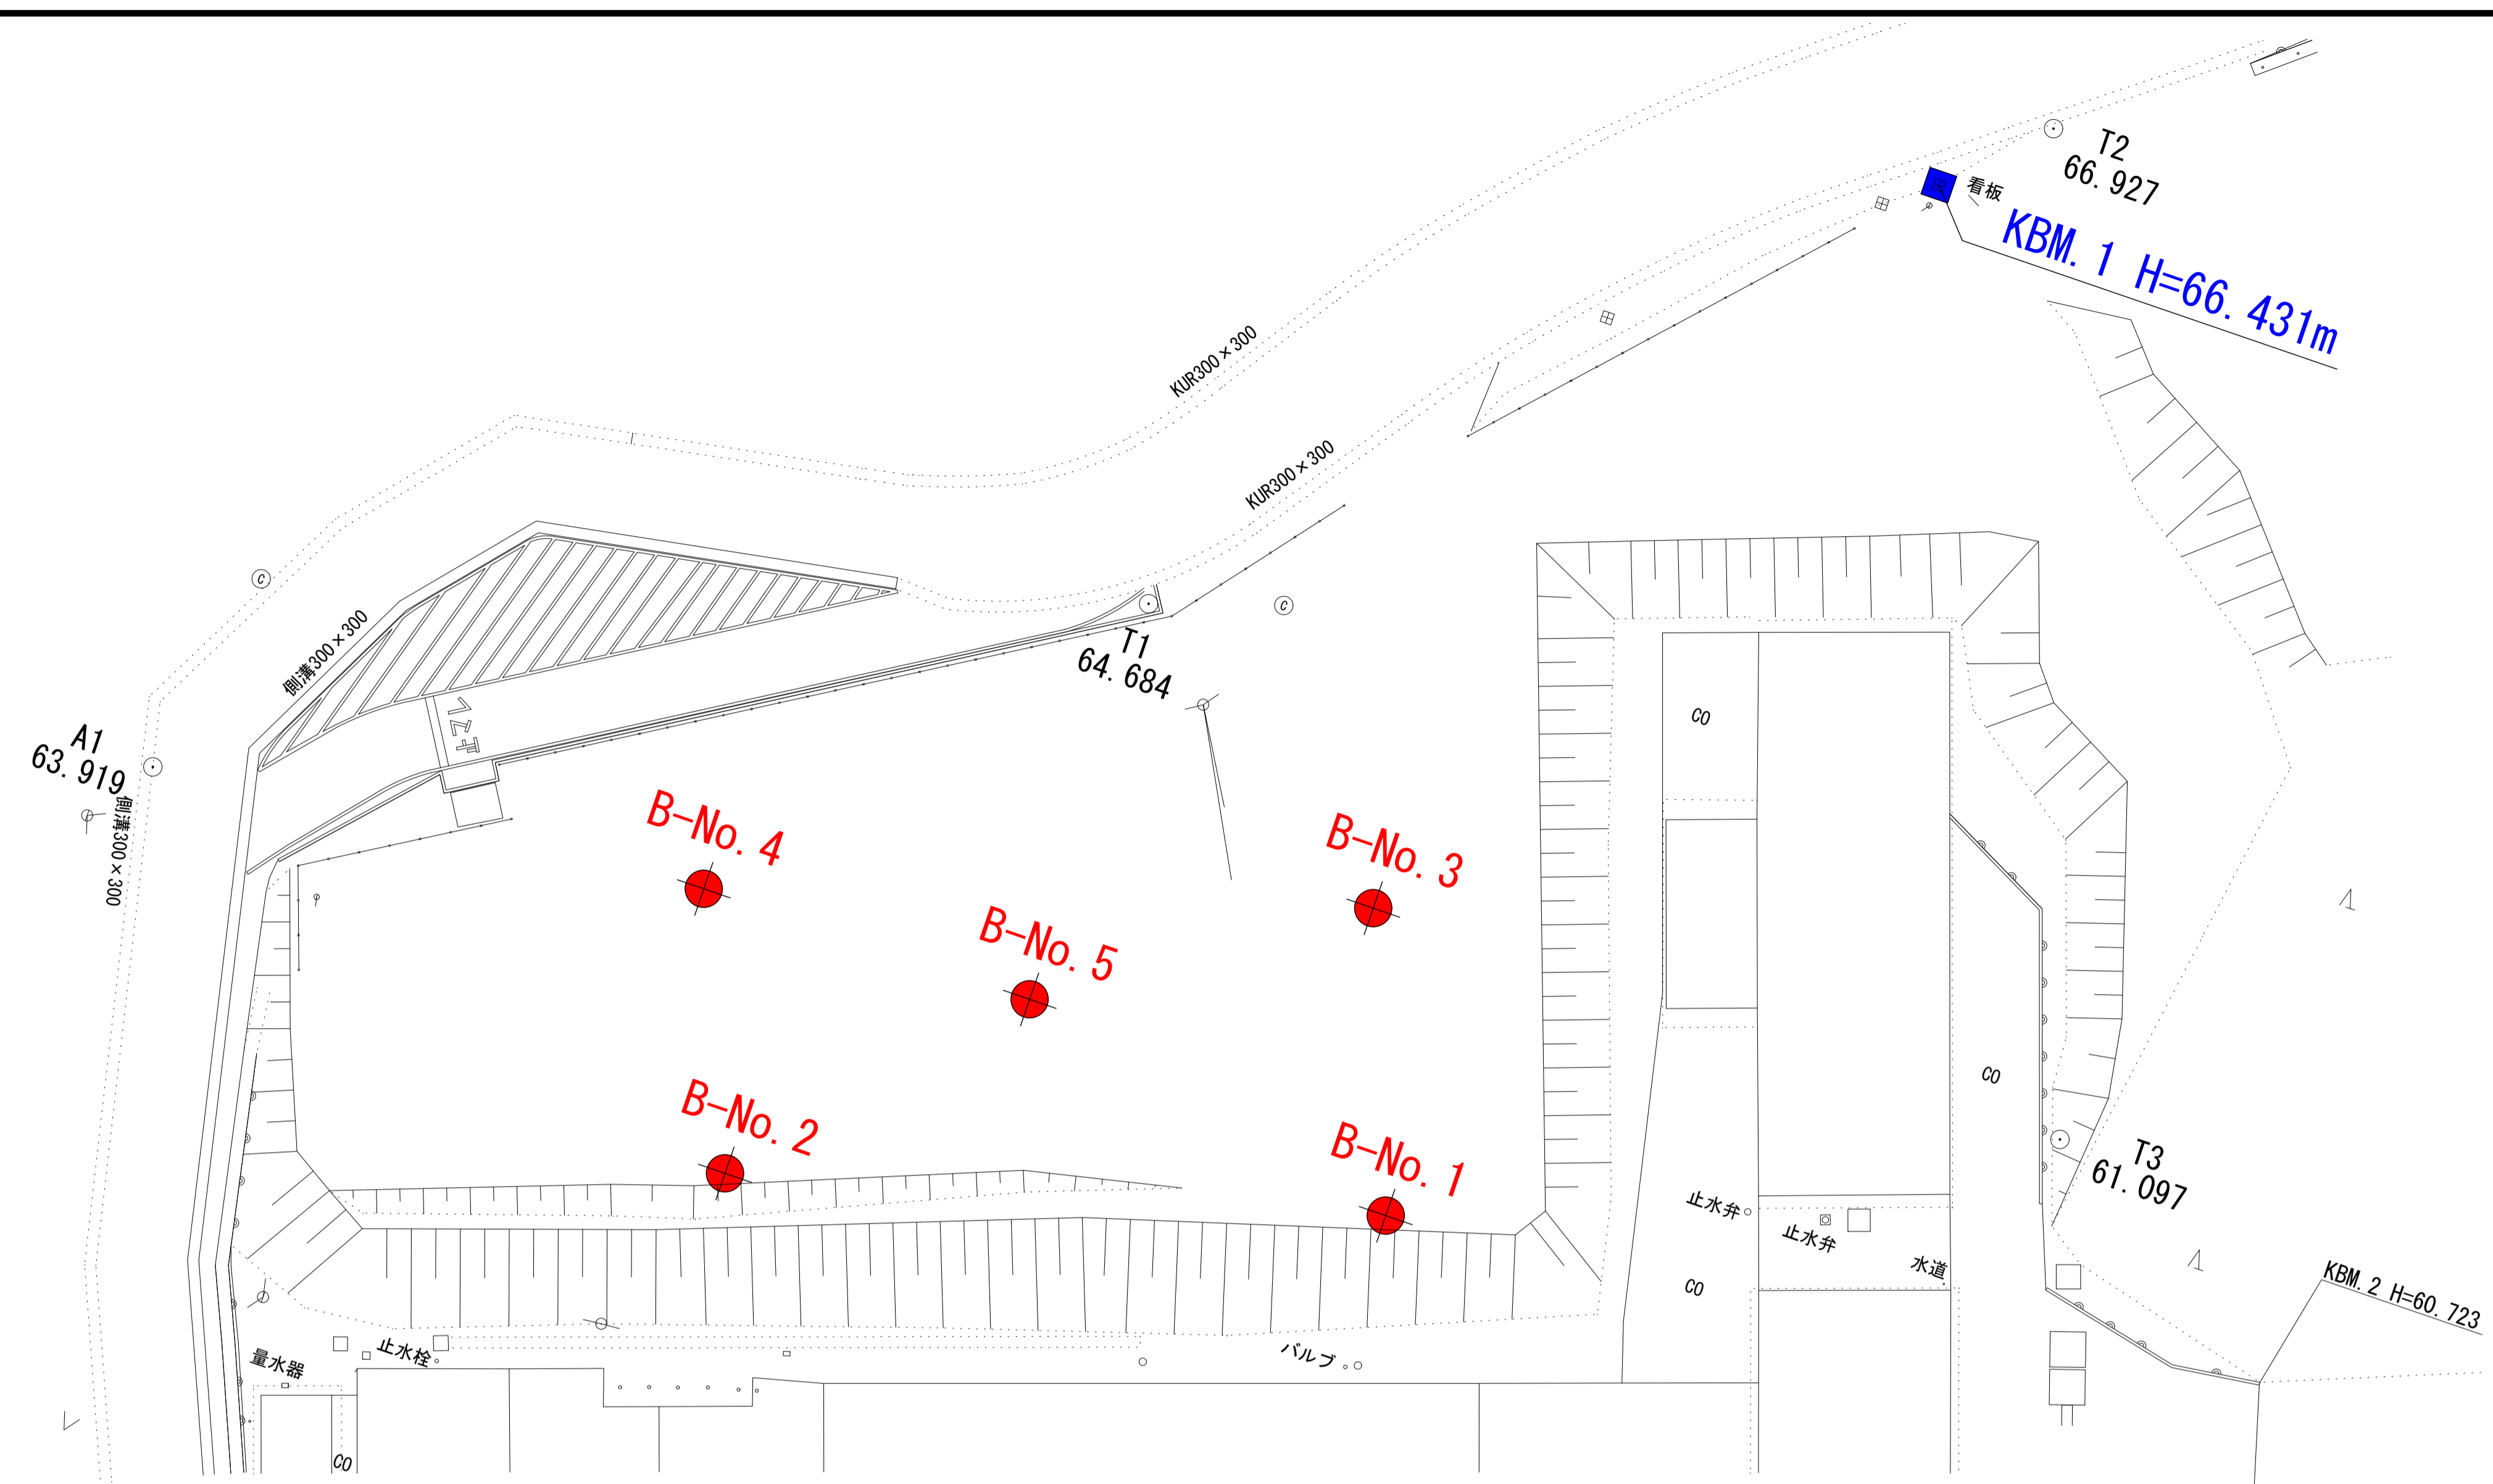 T2
66.927
看板
KBM.1 H=66.431m
KUR300×300
KUR300×300
C
C
側溝300×300
T1
64.684
止マレ
A1
63.919
側溝300×300
CO
B-No.4
B-No.3
B-No.5
CO
B-No.2
B-No.1
T3
61.097
止水弁
止水弁
水道
CO
KBM.2 H=60.723
量水器
止水栓
バルブ
CO